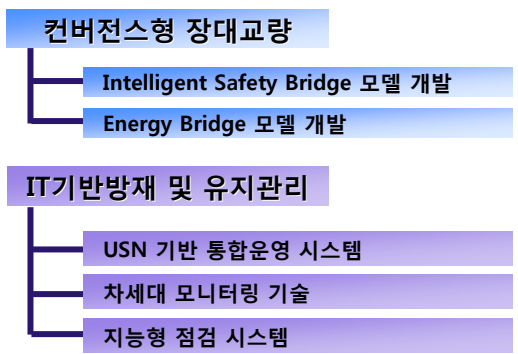 컨버전스형 장대교량
Intelligent Safety Bridge 모델 개발
Energy Bridge 모델 개발
IT기반방재 및 유지관리
USN 기반 통합운영 시스템
차세대 모니터링 기술
지능형 점검 시스템